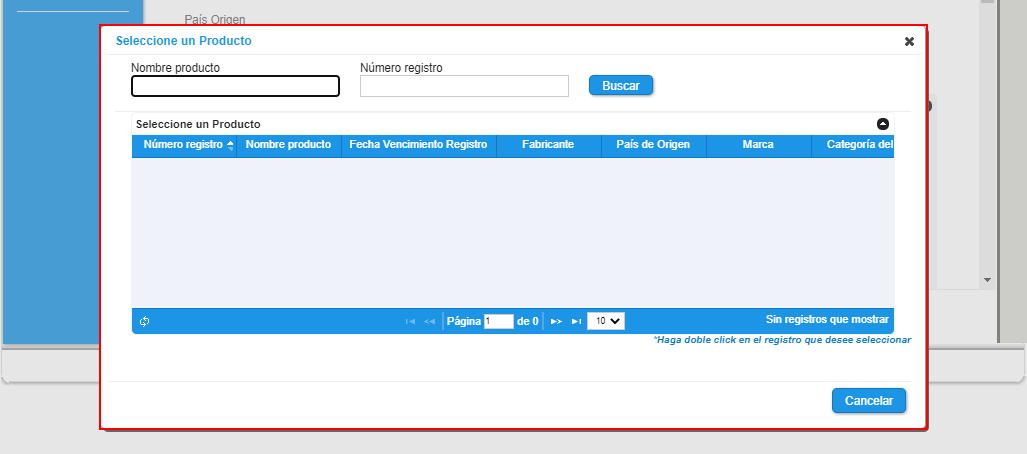 País Origen
Seleccione un Producto
Nombre producto
Número registro
Buscar
Seleccione un Producto
Número registro Nombre producto Fecha Vencimiento Registro Fabricante País de Origen Marca Categoría del
Página 1 de 0 10 Sin registros que mostrar
*Haga doble click en el registro que desee seleccionar
Cancelar